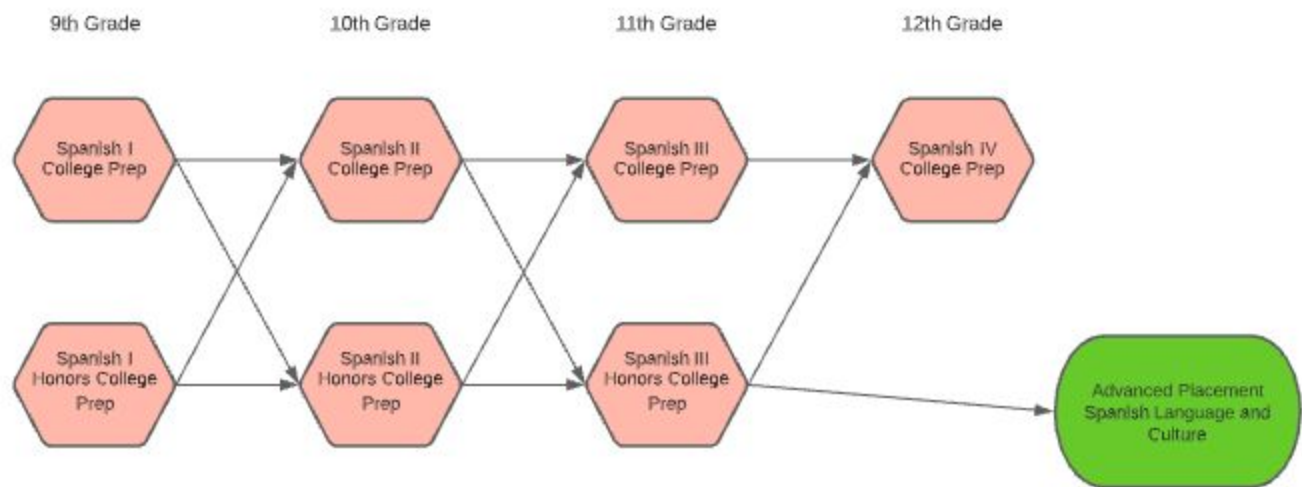 9th Grade
10th Grade
11th Grade
12th Grade
Spanish I
College Prep
Spanish II
College Prep
Spanish III
College Prep
Spanish IV
College Prep
Spanish I
Honors College
Prep
Spanish II
Honors College
Prep
Spanish III
Honors College
Prep
Advanced Placement
Spanish Language and
Culture